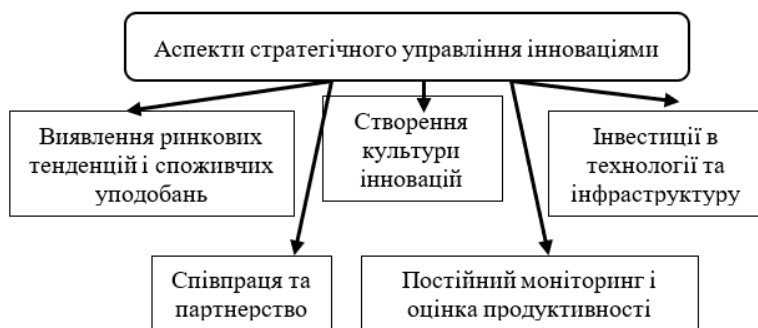 Аспекти стратегічного управління інноваціями
Виявлення ринкових
тенденцій і споживчих
уподобань
Створення
культури
інновацій
Інвестиції в
технології та
інфраструктуру
Співпраця та
партнерство
Постійний моніторинг і
оцінка продуктивності